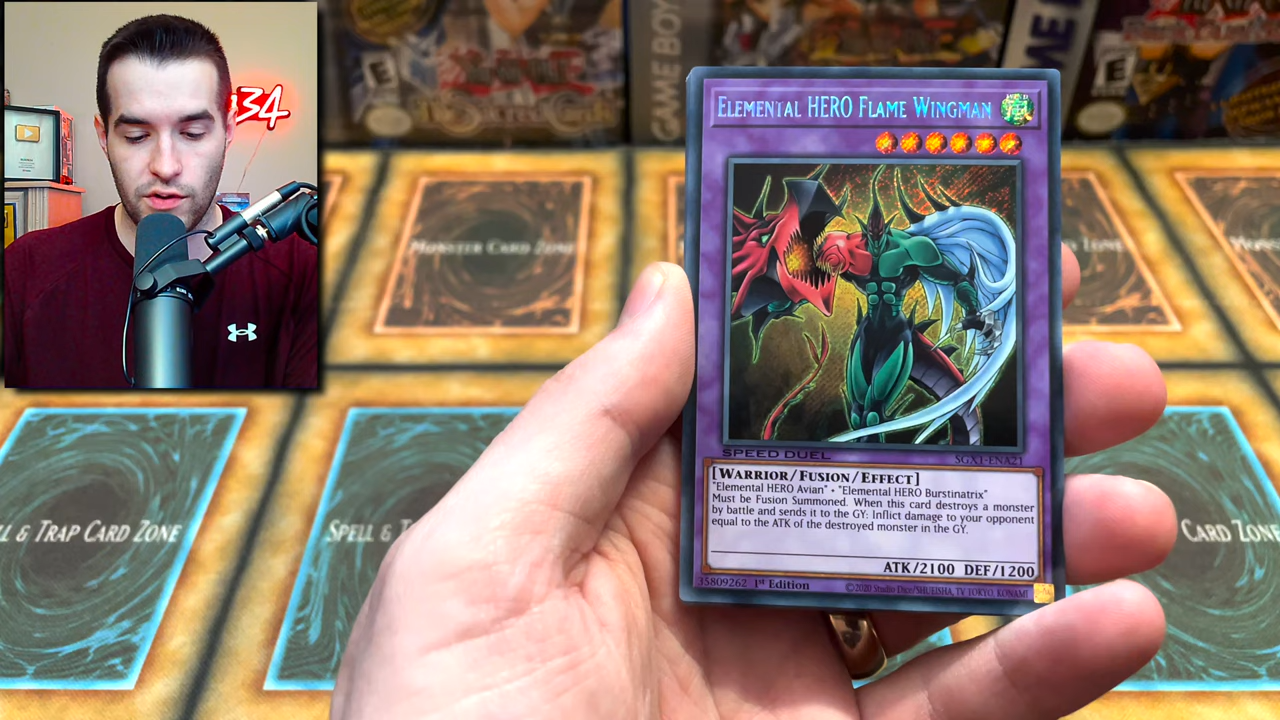 334
GAME BOY
E
E
ELEMENTAL HERO FLAME WINGMAN
MONSTER CARD ZONE
SPEED DUEL
SGX1-ENA21
[WARRIOR/FUSION/EFFECT]
"Elemental HERO Avian" + "Elemental HERO Burstinatrix"
Must be Fusion Summoned. When this card destroys a monster
by battle and sends it to the GY: Inflict damage to your opponent
equal to the ATK of the destroyed monster in the GY.
ATK/2100 DEF/1200
35809262 1st Edition
©2020 Studio Dice/SHUEISHA, TV TOKYO, KONAMI
LL & TRAP CARD ZONE
SPELL & T
CARD ZONE